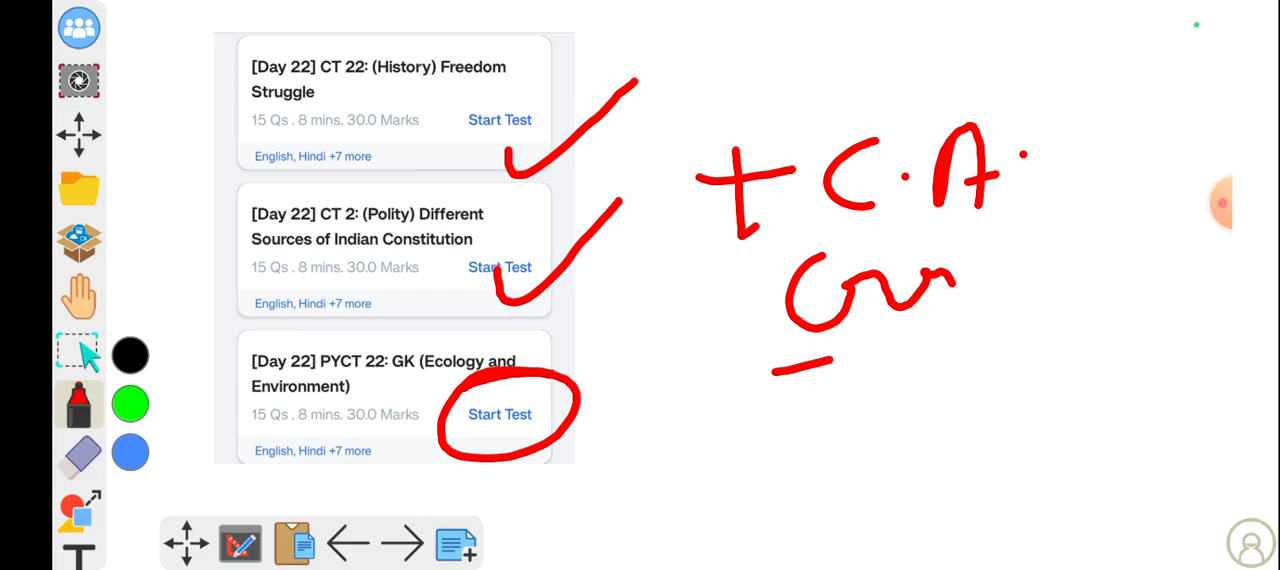 [Day 22] CT 22: (History) Freedom
Struggle
15 Qs . 8 mins. 30.0 Marks Start Test
English, Hindi +7 more
[Day 22] CT 2: (Polity) Different
Sources of Indian Constitution
15 Qs . 8 mins. 30.0 Marks Start Test
English, Hindi +7 more
[Day 22] PYCT 22: GK (Ecology and
Environment)
15 Qs . 8 mins. 30.0 Marks Start Test
English, Hindi +7 more
+ C.A.